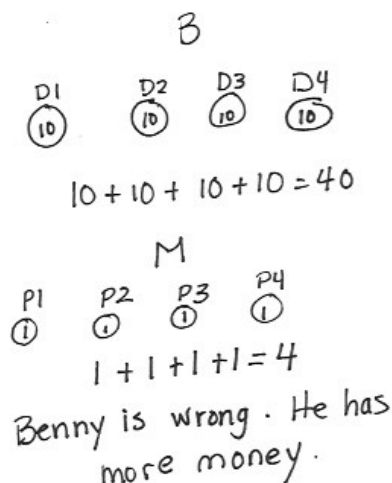 B
D1 D2 D3 D4
10 10 10 10
10 + 10 + 10 + 10 = 40
M
P1 P2 P3 P4
1 1 1 1
1 + 1 + 1 + 1 = 4
Benny is wrong. He has
more money.